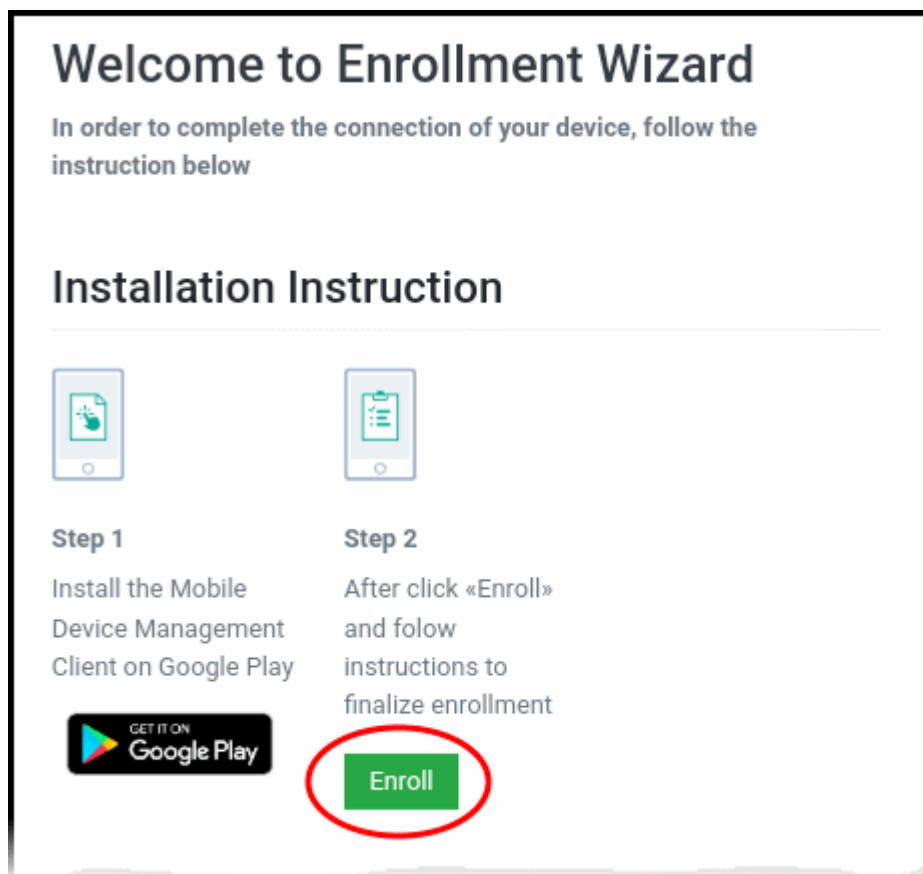 Welcome to Enrollment Wizard
In order to complete the connection of your device, follow the
instruction below
Installation Instruction
Step 1
Install the Mobile
Device Management
Client on Google Play
GET IT ON
Google Play
Step 2
After click «Enroll»
and folow
instructions to
finalize enrollment
Enroll